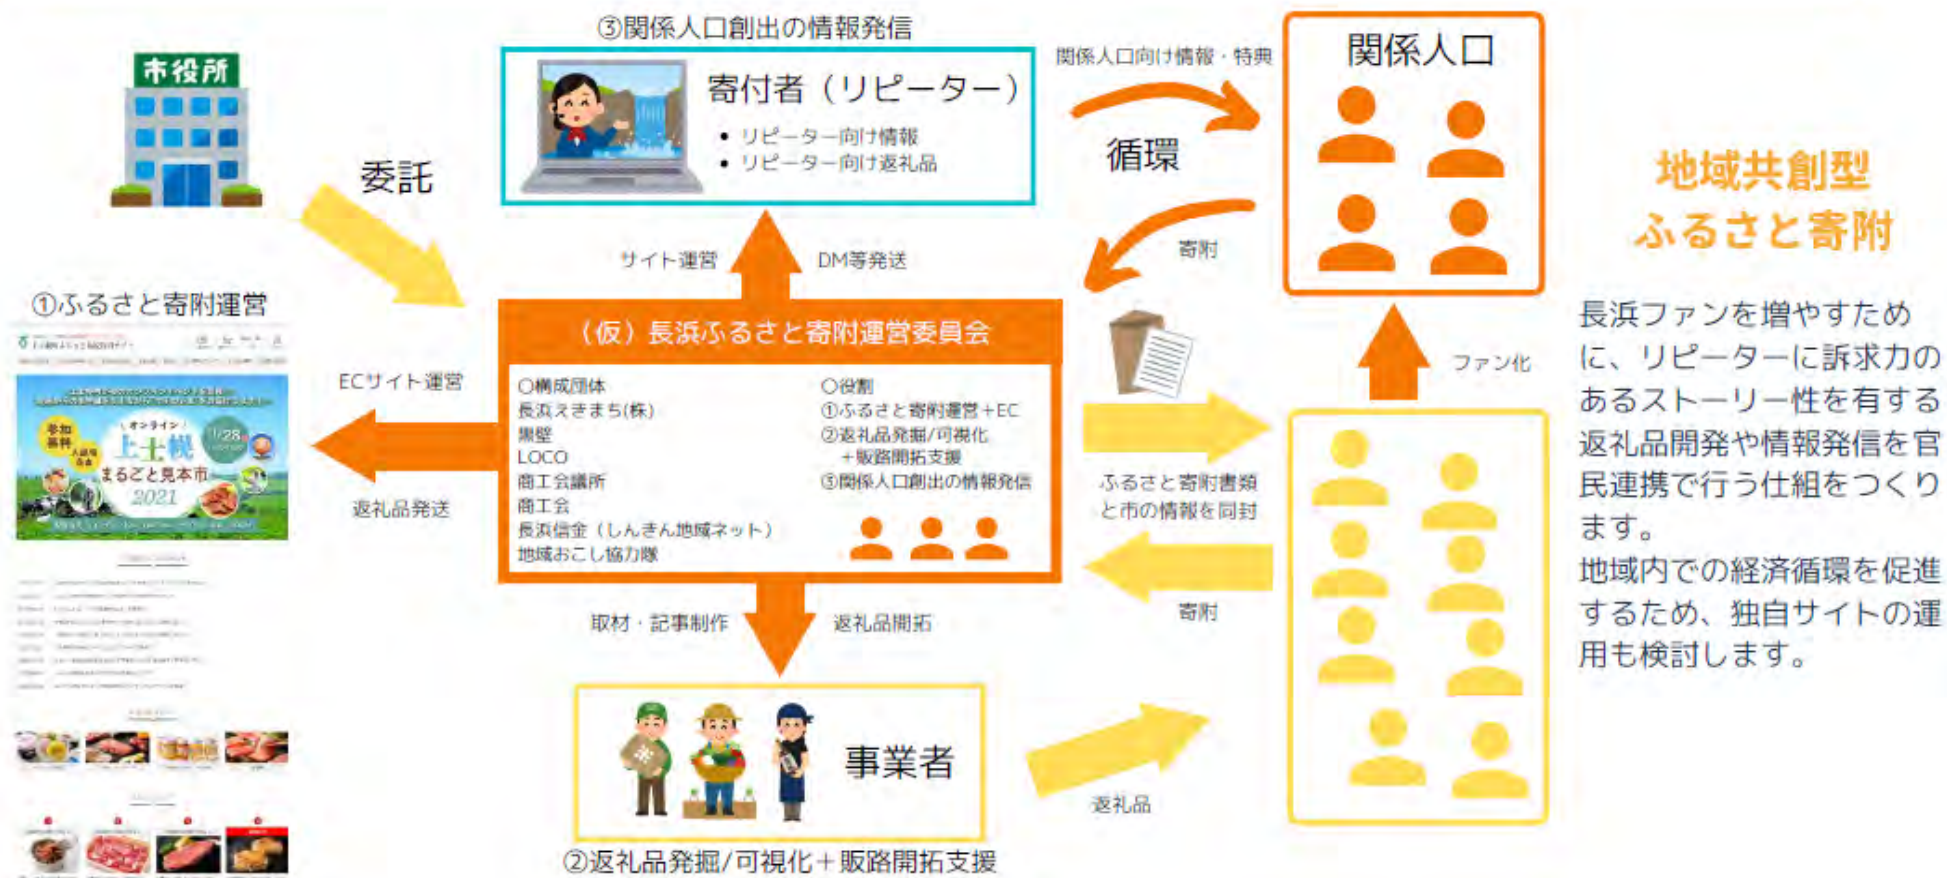 ③関係人口創出の情報発信
市役所
寄付者（リピーター）
• リピーター向け情報
• リピーター向け返礼品
関係人口向け情報・特典
関係人口
循環
委託
地域共創型
ふるさと寄附
サイト運営
DM等発送
寄附
①ふるさと寄附運営
（仮）長浜ふるさと寄附運営委員会
〇構成団体
長浜えきまち(株)
黒壁
LOCO
商工会議所
商工会
長浜信金（しんきん地域ネット）
地域おこし協力隊
〇役割
①ふるさと寄附運営＋EC
②返礼品発掘/可視化
＋販路開拓支援
③関係人口創出の情報発信
ECサイト運営
返礼品発送
参加
無料
オンライン
上士幌
まるごと見本市
2021
1/28
ファン化
ふるさと寄附書類
と市の情報を同封
寄附
取材・記事制作
返礼品開拓
米
事業者
返礼品
②返礼品発掘/可視化＋販路開拓支援
長浜ファンを増やすため
に、リピーターに訴求力の
あるストーリー性を有する
返礼品開発や情報発信を官
民連携で行う仕組をつくり
ます。
地域内での経済循環を促進
するため、独自サイトの運
用も検討します。